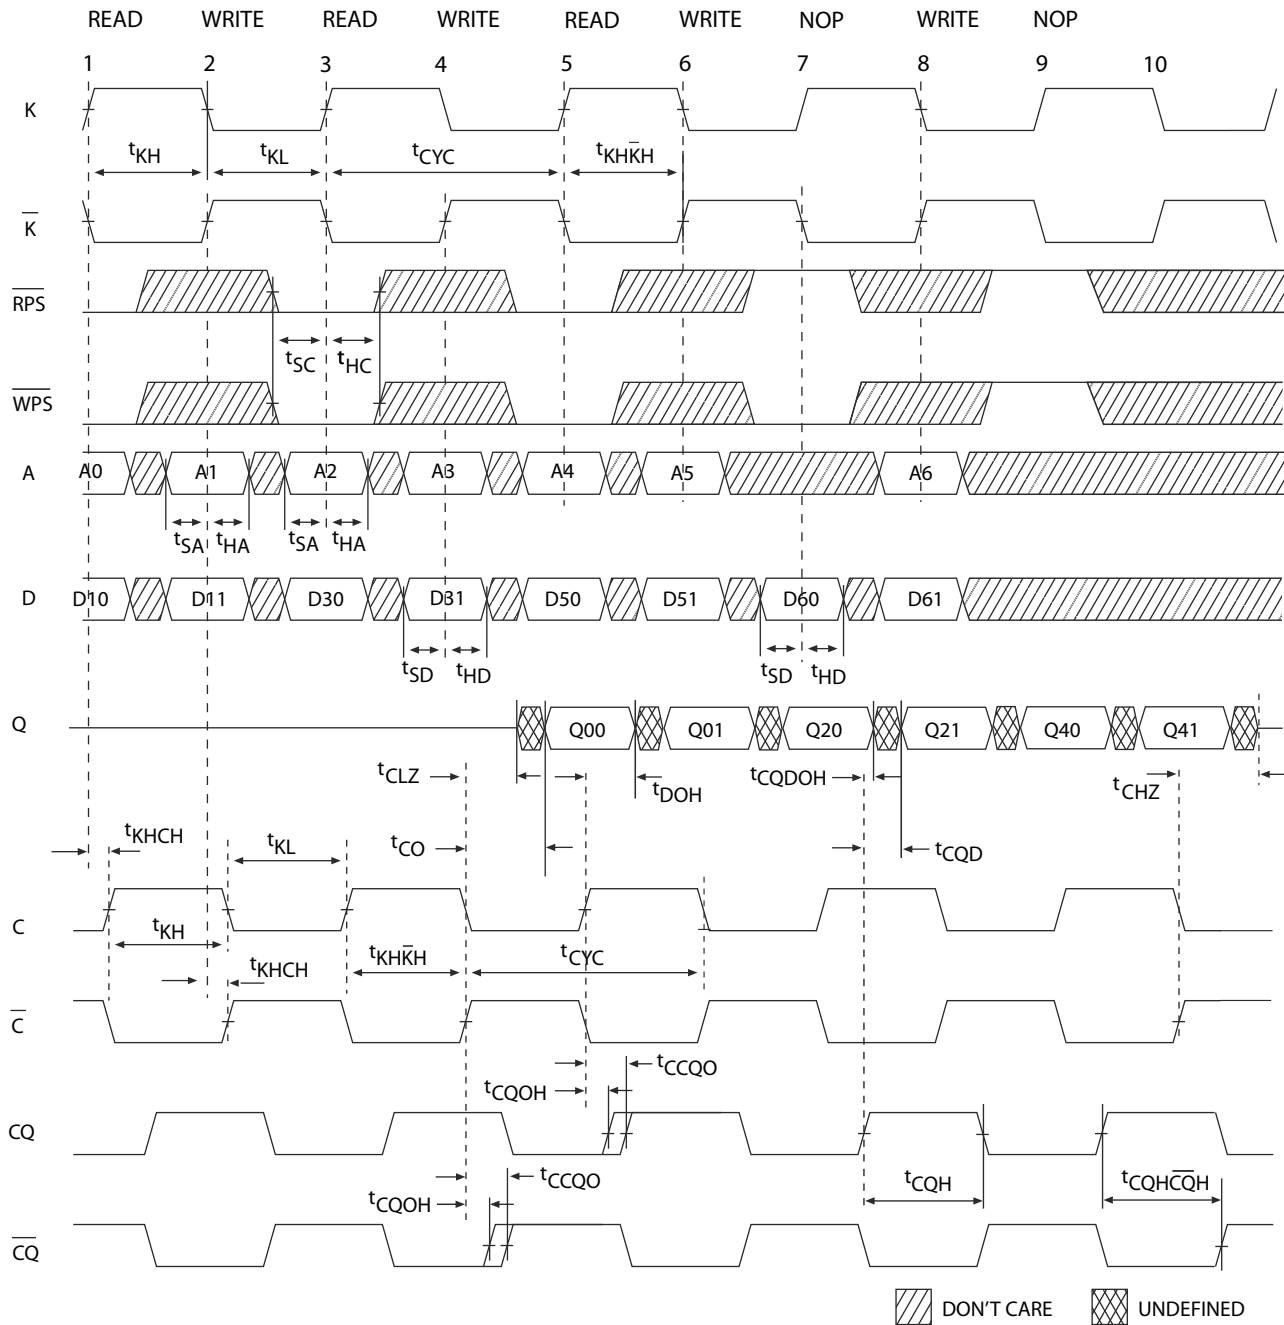 READ WRITE READ WRITE READ WRITE NOP WRITE NOP
1 2 3 4 5 6 7 8 9 10
K
tKH tKL tCYC tKHK̅H
K̅
R̅P̅S̅
tSC tHC
W̅P̅S̅
A A0 A1 A2 A3 A4 A5 A6
tSA tHA tSA tHA
D D10 D11 D30 D31 D50 D51 D60 D61
tSD tHD tSD tHD
Q Q00 Q01 Q20 Q21 Q40 Q41
tCLZ tDOH tCQDOH tCHZ
tKHCH tKL tCO tCQD
C
tKH tKHK̅H tCYC
tKHCH
C̅
tCCQO
tCQOH
CQ
tCCQO tCQH tCQHC̅Q̅H
tCQOH
C̅Q̅
DON'T CARE UNDEFINED